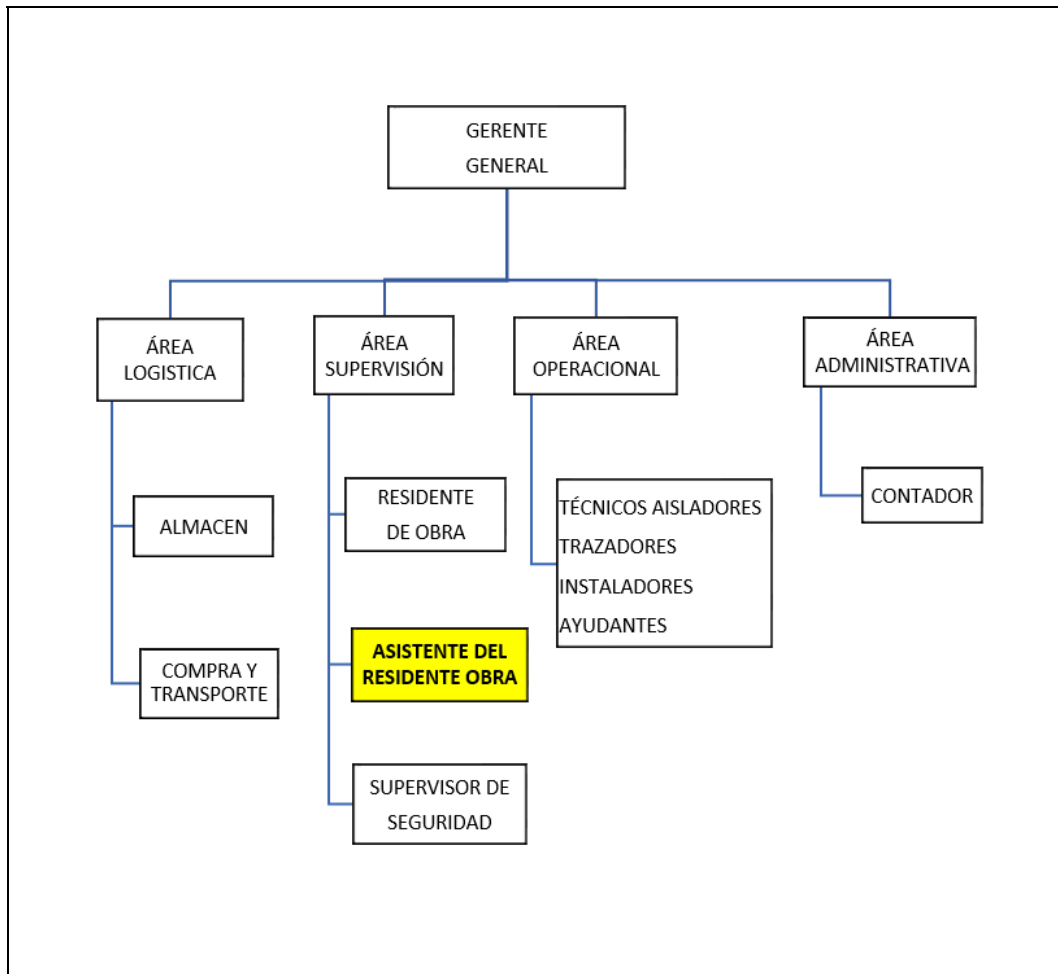 GERENTE
GENERAL
ÁREA
LOGISTICA
ÁREA
SUPERVISIÓN
ÁREA
OPERACIONAL
ÁREA
ADMINISTRATIVA
ALMACEN
COMPRA Y
TRANSPORTE
RESIDENTE
DE OBRA
ASISTENTE DEL
RESIDENTE OBRA
SUPERVISOR DE
SEGURIDAD
TÉCNICOS AISLADORES
TRAZADORES
INSTALADORES
AYUDANTES
CONTADOR